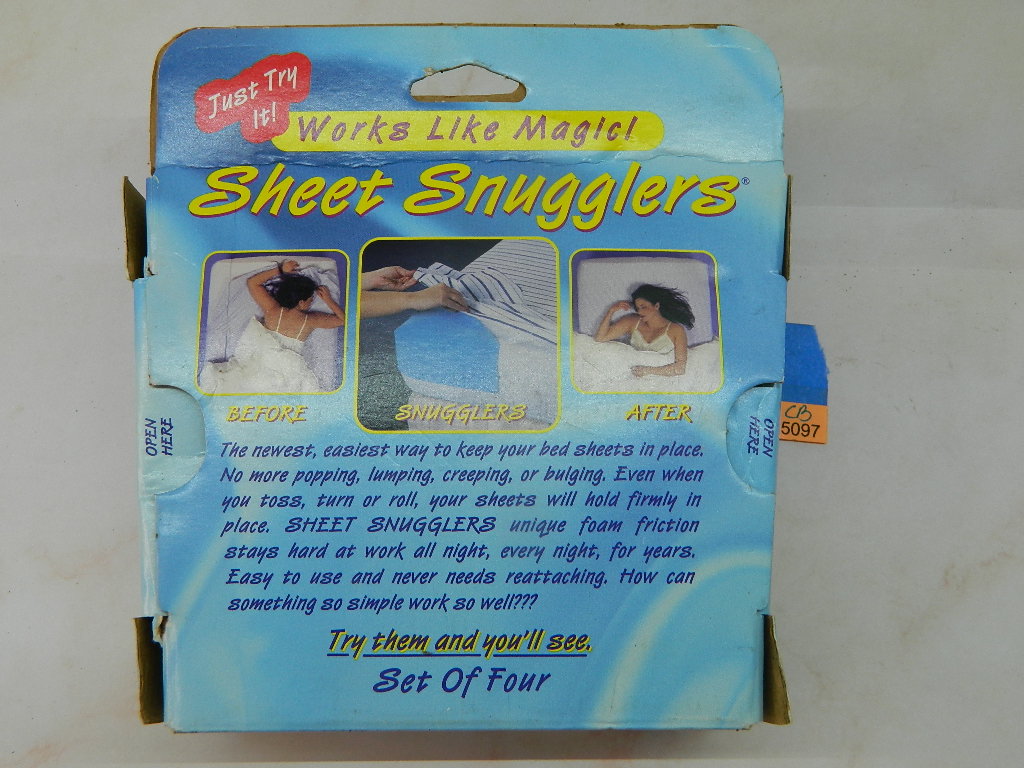 Just Try
It!
Works Like Magic!
Sheet Snugglers®
BEFORE
SNUGGLERS
AFTER
OPEN
HERE
OPEN
HERE
CB
5097
The newest, easiest way to keep your bed sheets in place.
No more popping, lumping, creeping, or bulging. Even when
you toss, turn or roll, your sheets will hold firmly in
place. SHEET SNUGGLERS unique foam friction
stays hard at work all night, every night, for years.
Easy to use and never needs reattaching. How can
something so simple work so well???
Try them and you'll see.
Set Of Four